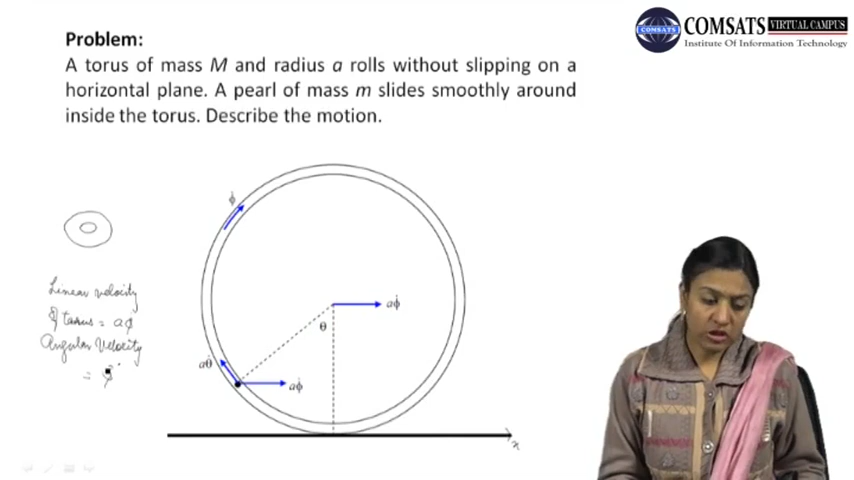 COMSATS VIRTUAL CAMPUS
COMSATS
Institute Of Information Technology
Problem:
A torus of mass M and radius a rolls without slipping on a
horizontal plane. A pearl of mass m slides smoothly around
inside the torus. Describe the motion.
φ̇
aφ̇
θ
Linear velocity
of torus = aφ̇
Angular velocity
=
aθ̇
aφ̇
x